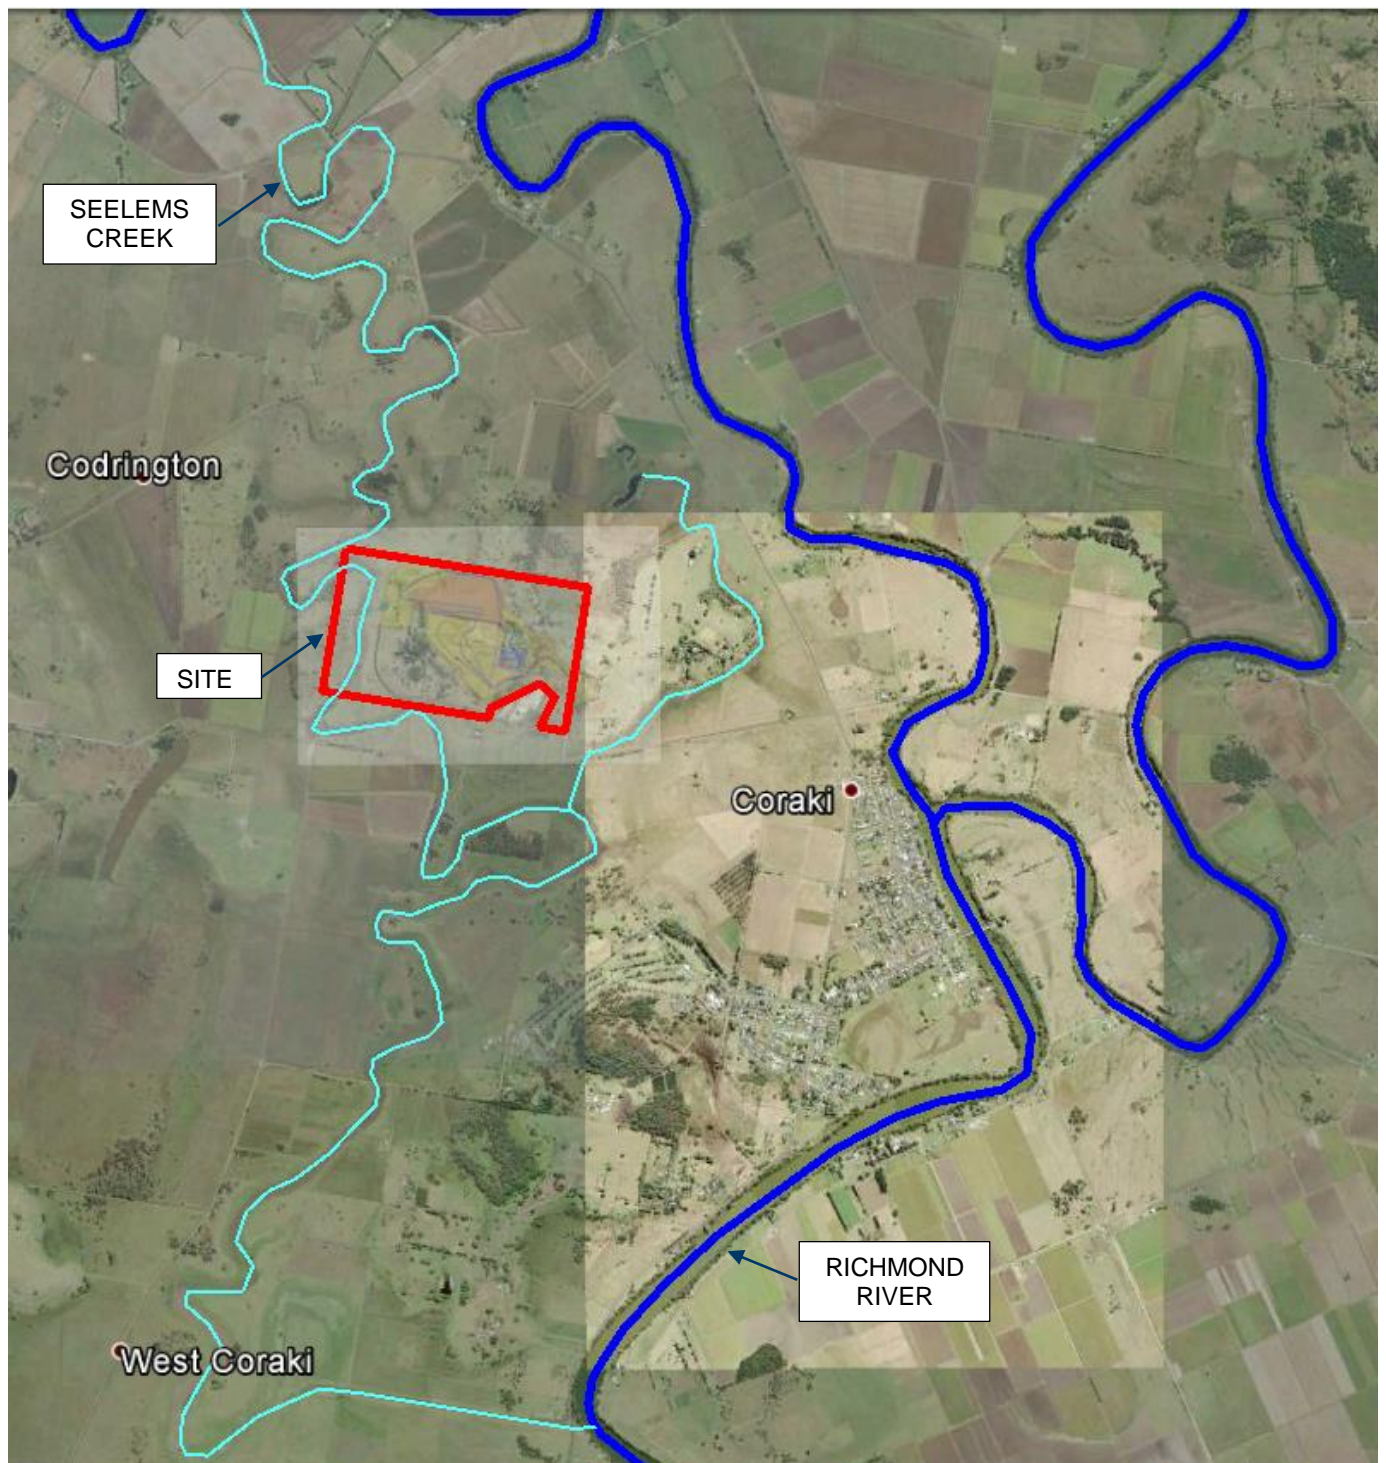 SEELEMS
CREEK
Codrington
SITE
Coraki
RICHMOND
RIVER
West Coraki